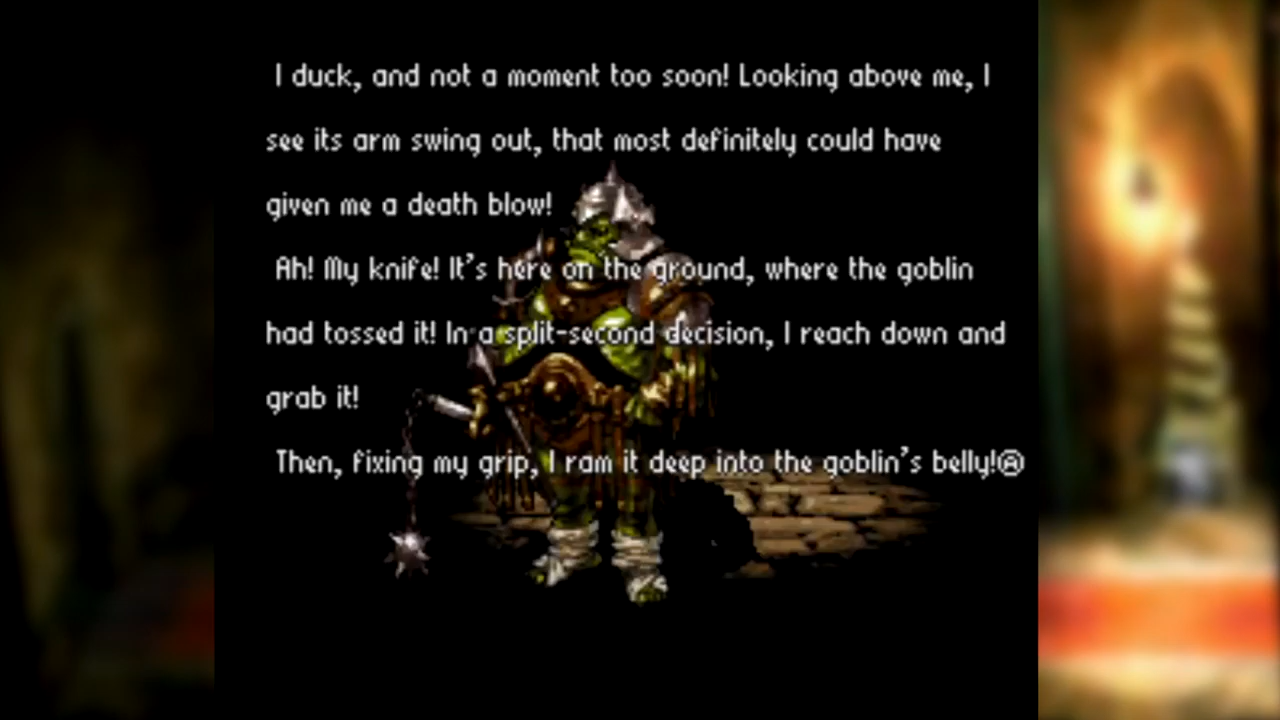 I duck, and not a moment too soon! Looking above me, I
see its arm swing out, that most definitely could have
given me a death blow!
Ah! My knife! It's here on the ground, where the goblin
had tossed it! In a split-second decision, I reach down and
grab it!
Then, fixing my grip, I ram it deep into the goblin's belly!Ⓐ